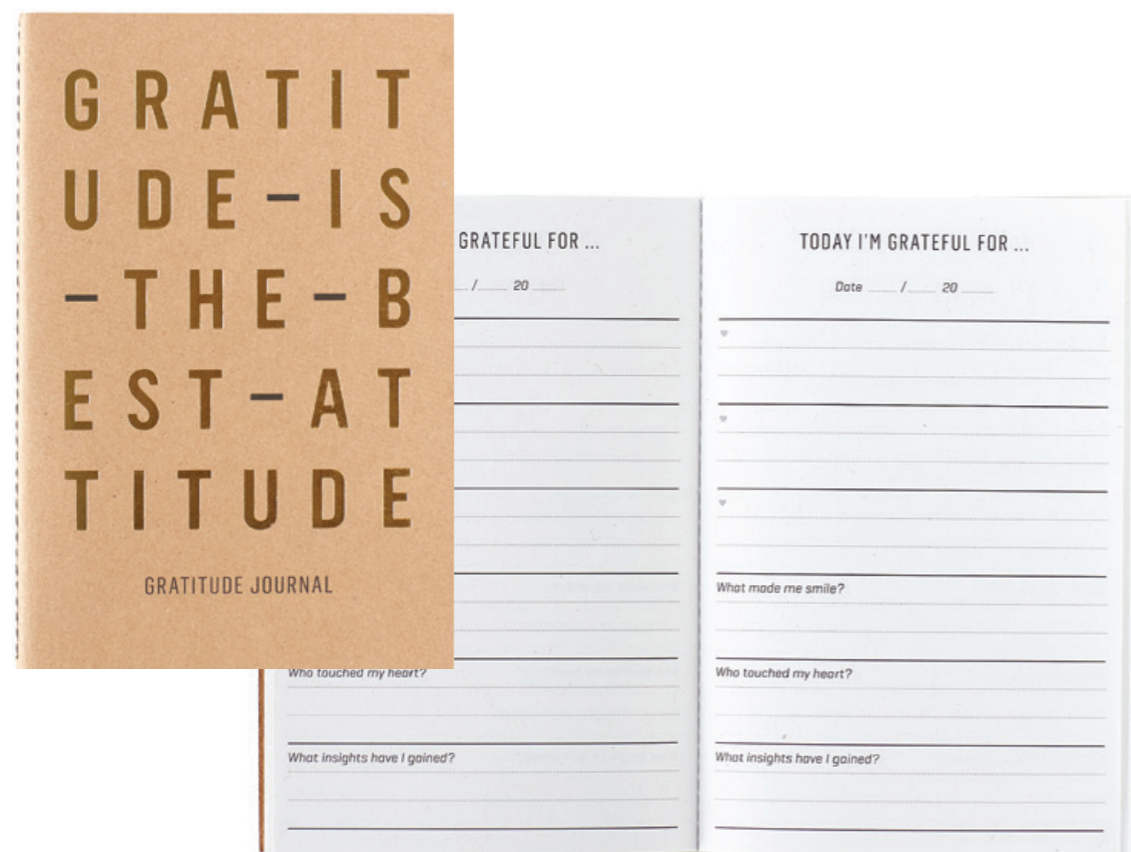 GRATIT
UDE–IS
–THE–B
EST–AT
TITUDE
GRATITUDE JOURNAL
GRATEFUL FOR ...
/ 20
Who touched my heart?
What insights have I gained?
TODAY I'M GRATEFUL FOR ...
Date / 20
What made me smile?
Who touched my heart?
What insights have I gained?